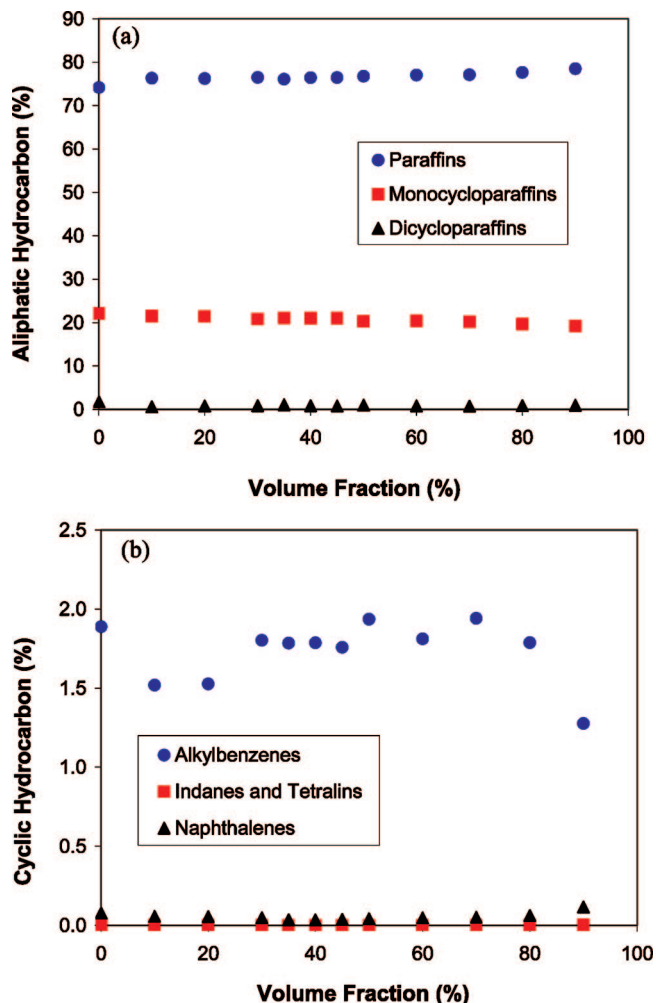 (a)
Aliphatic Hydrocarbon (%)
90
80
70
60
50
40
30
20
10
0
Paraffins
Monocycloparaffins
Dicycloparaffins
0 20 40 60 80 100
Volume Fraction (%)
(b)
Cyclic Hydrocarbon (%)
2.5
2.0
1.5
1.0
0.5
0.0
Alkylbenzenes
Indanes and Tetralins
Naphthalenes
0 20 40 60 80 100
Volume Fraction (%)